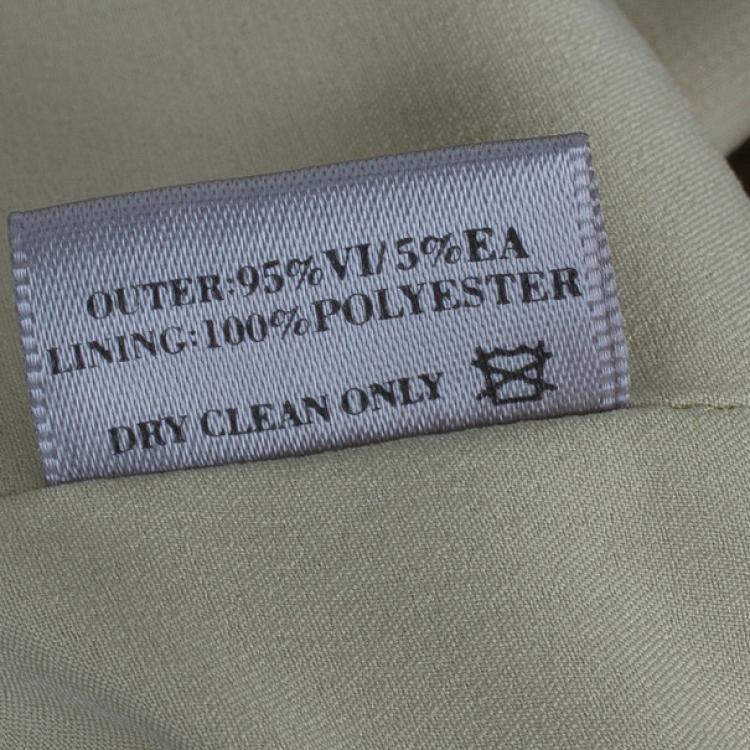 OUTER:95%VI/5%EA
LINING:100%POLYESTER
DRY CLEAN ONLY